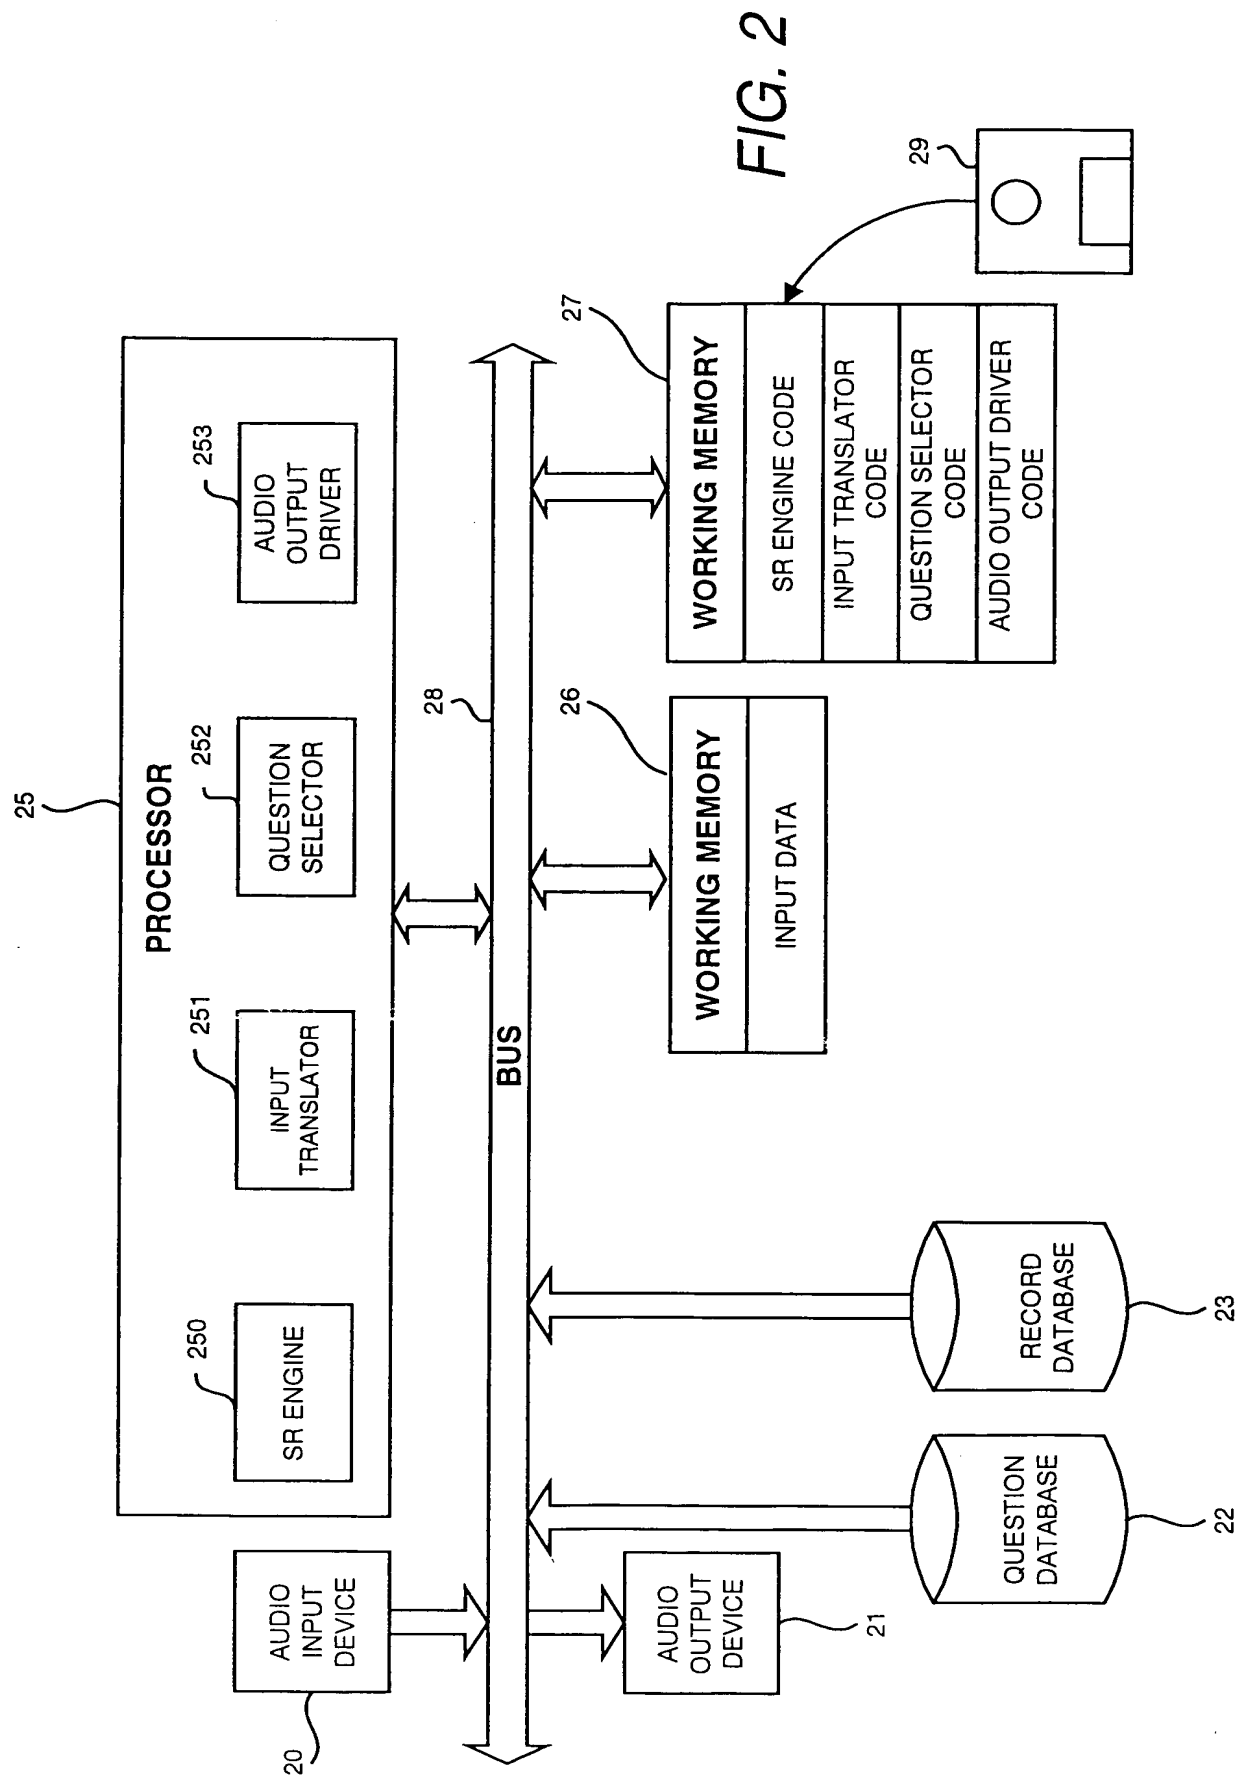 25
PROCESSOR
250
SR ENGINE
251
INPUT
TRANSLATOR
252
QUESTION
SELECTOR
253
AUDIO
OUTPUT
DRIVER
20
AUDIO
INPUT
DEVICE
28
BUS
AUDIO
OUTPUT
DEVICE
21
QUESTION
DATABASE
22
RECORD
DATABASE
23
26
WORKING MEMORY
INPUT DATA
27
WORKING MEMORY
SR ENGINE CODE
INPUT TRANSLATOR
CODE
QUESTION SELECTOR
CODE
AUDIO OUTPUT DRIVER
CODE
29
FIG. 2